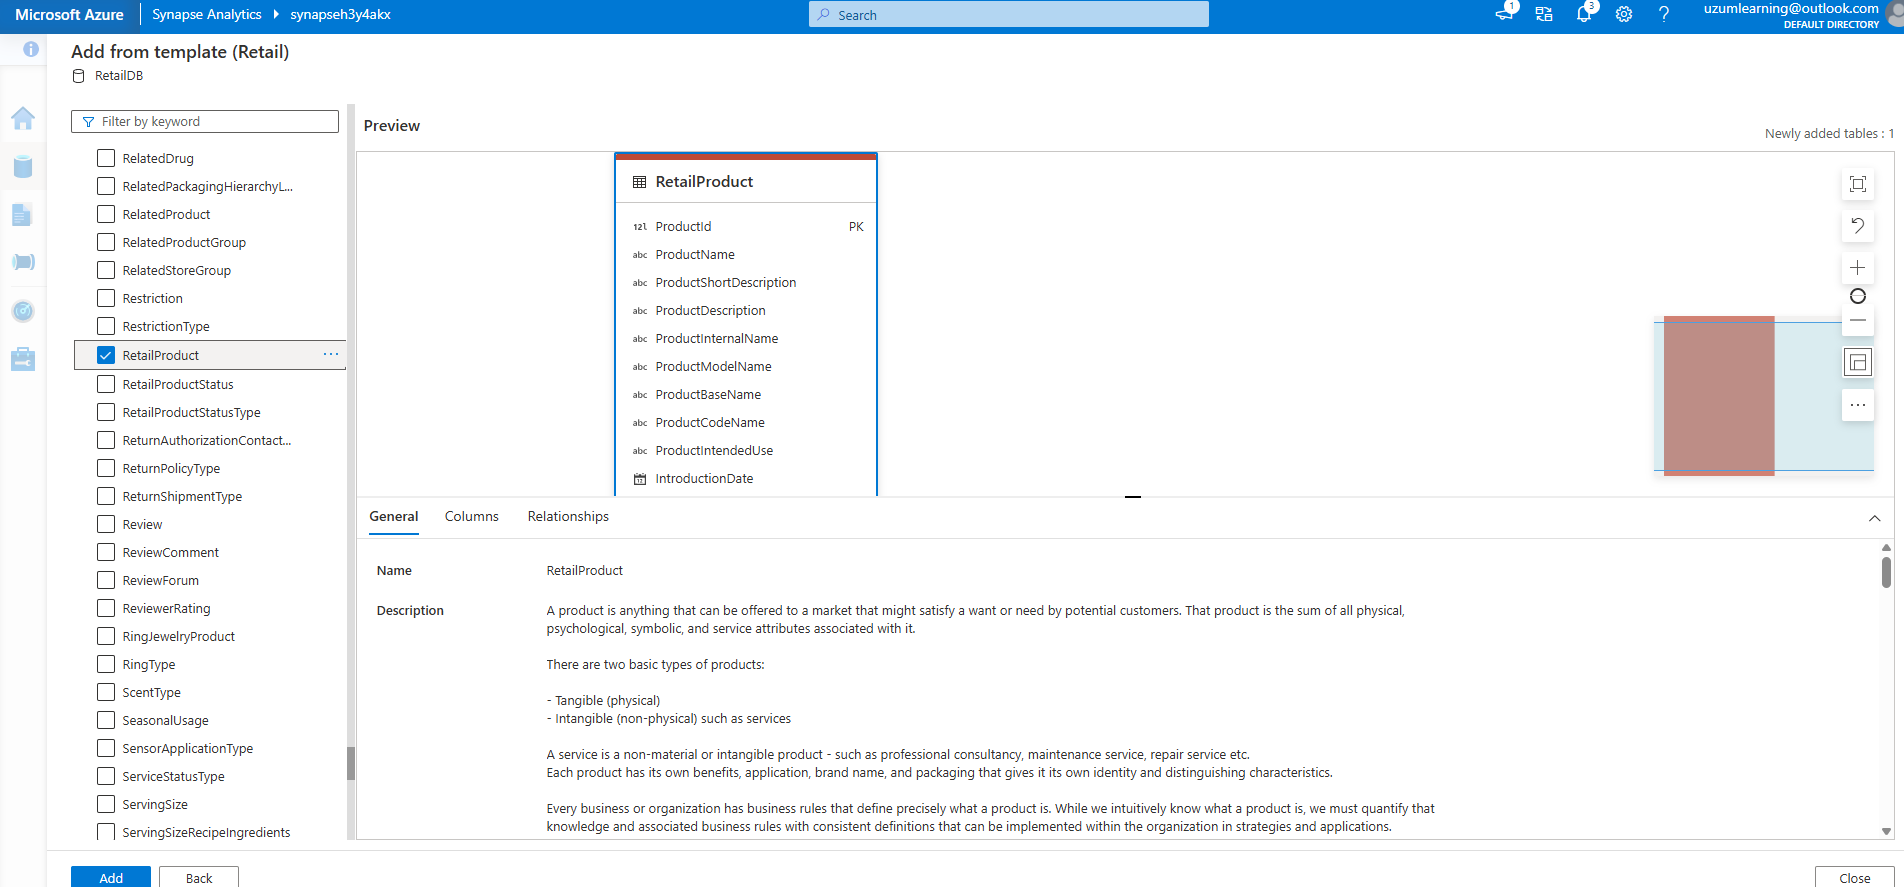 Microsoft Azure
Synapse Analytics
synapseh3y4akx
Search
1
3
?
uzumlearning@outlook.com
DEFAULT DIRECTORY
Add from template (Retail)
RetailDB
Filter by keyword
RelatedDrug
RelatedPackagingHierarchyL...
RelatedProduct
RelatedProductGroup
RelatedStoreGroup
Restriction
RestrictionType
RetailProduct
RetailProductStatus
RetailProductStatusType
ReturnAuthorizationContact...
ReturnPolicyType
ReturnShipmentType
Review
ReviewComment
ReviewForum
ReviewerRating
RingJewelryProduct
RingType
ScentType
SeasonalUsage
SensorApplicationType
ServiceStatusType
ServingSize
ServingSizeRecipeIngredients
Preview
Newly added tables : 1
RetailProduct
12l ProductId PK
abc ProductName
abc ProductShortDescription
abc ProductDescription
abc ProductInternalName
abc ProductModelName
abc ProductBaseName
abc ProductCodeName
abc ProductIntendedUse
12 IntroductionDate
General Columns Relationships
Name RetailProduct
Description A product is anything that can be offered to a market that might satisfy a want or need by potential customers. That product is the sum of all physical,
psychological, symbolic, and service attributes associated with it.
There are two basic types of products:
- Tangible (physical)
- Intangible (non-physical) such as services
A service is a non-material or intangible product - such as professional consultancy, maintenance service, repair service etc.
Each product has its own benefits, application, brand name, and packaging that gives it its own identity and distinguishing characteristics.
Every business or organization has business rules that define precisely what a product is. While we intuitively know what a product is, we must quantify that
knowledge and associated business rules with consistent definitions that can be implemented within the organization in strategies and applications.
Add
Back
Close